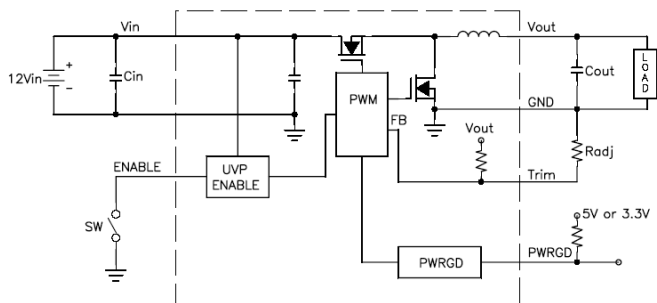 Vin
Vout
12Vin
+
-
Cin
PWM
Cout
LOAD
GND
FB
Vout
Radj
ENABLE
UVP
ENABLE
Trim
SW
5V or 3.3V
PWRGD
PWRGD